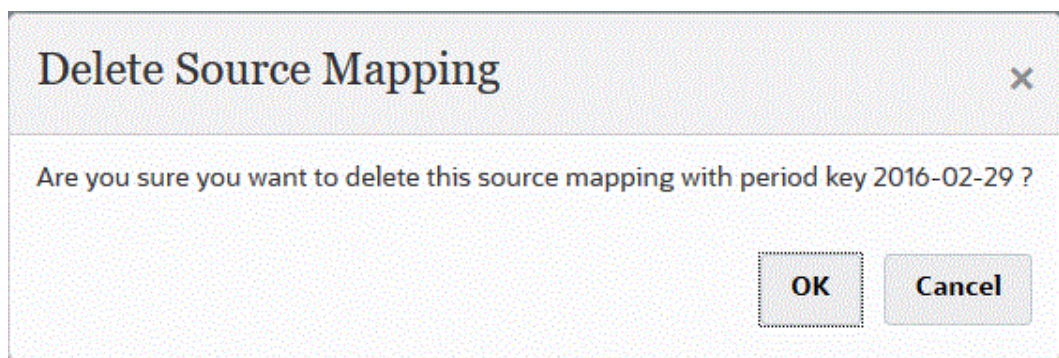 Delete Source Mapping
Are you sure you want to delete this source mapping with period key 2016-02-29 ?
OK
Cancel